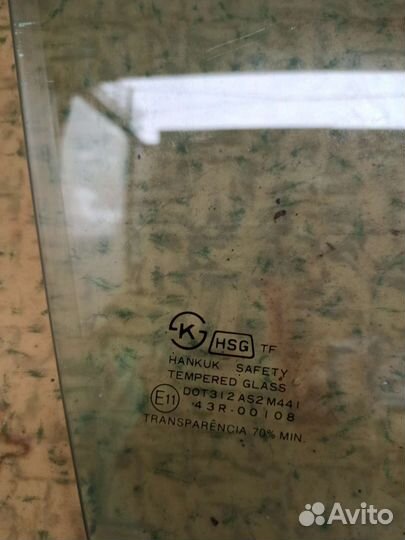 K HSG TF
HANKUK SAFETY
TEMPERED GLASS
E11 DOT312 AS2 M441
43R-00108
TRANSPARÊNCIA 70% MIN.
Avito